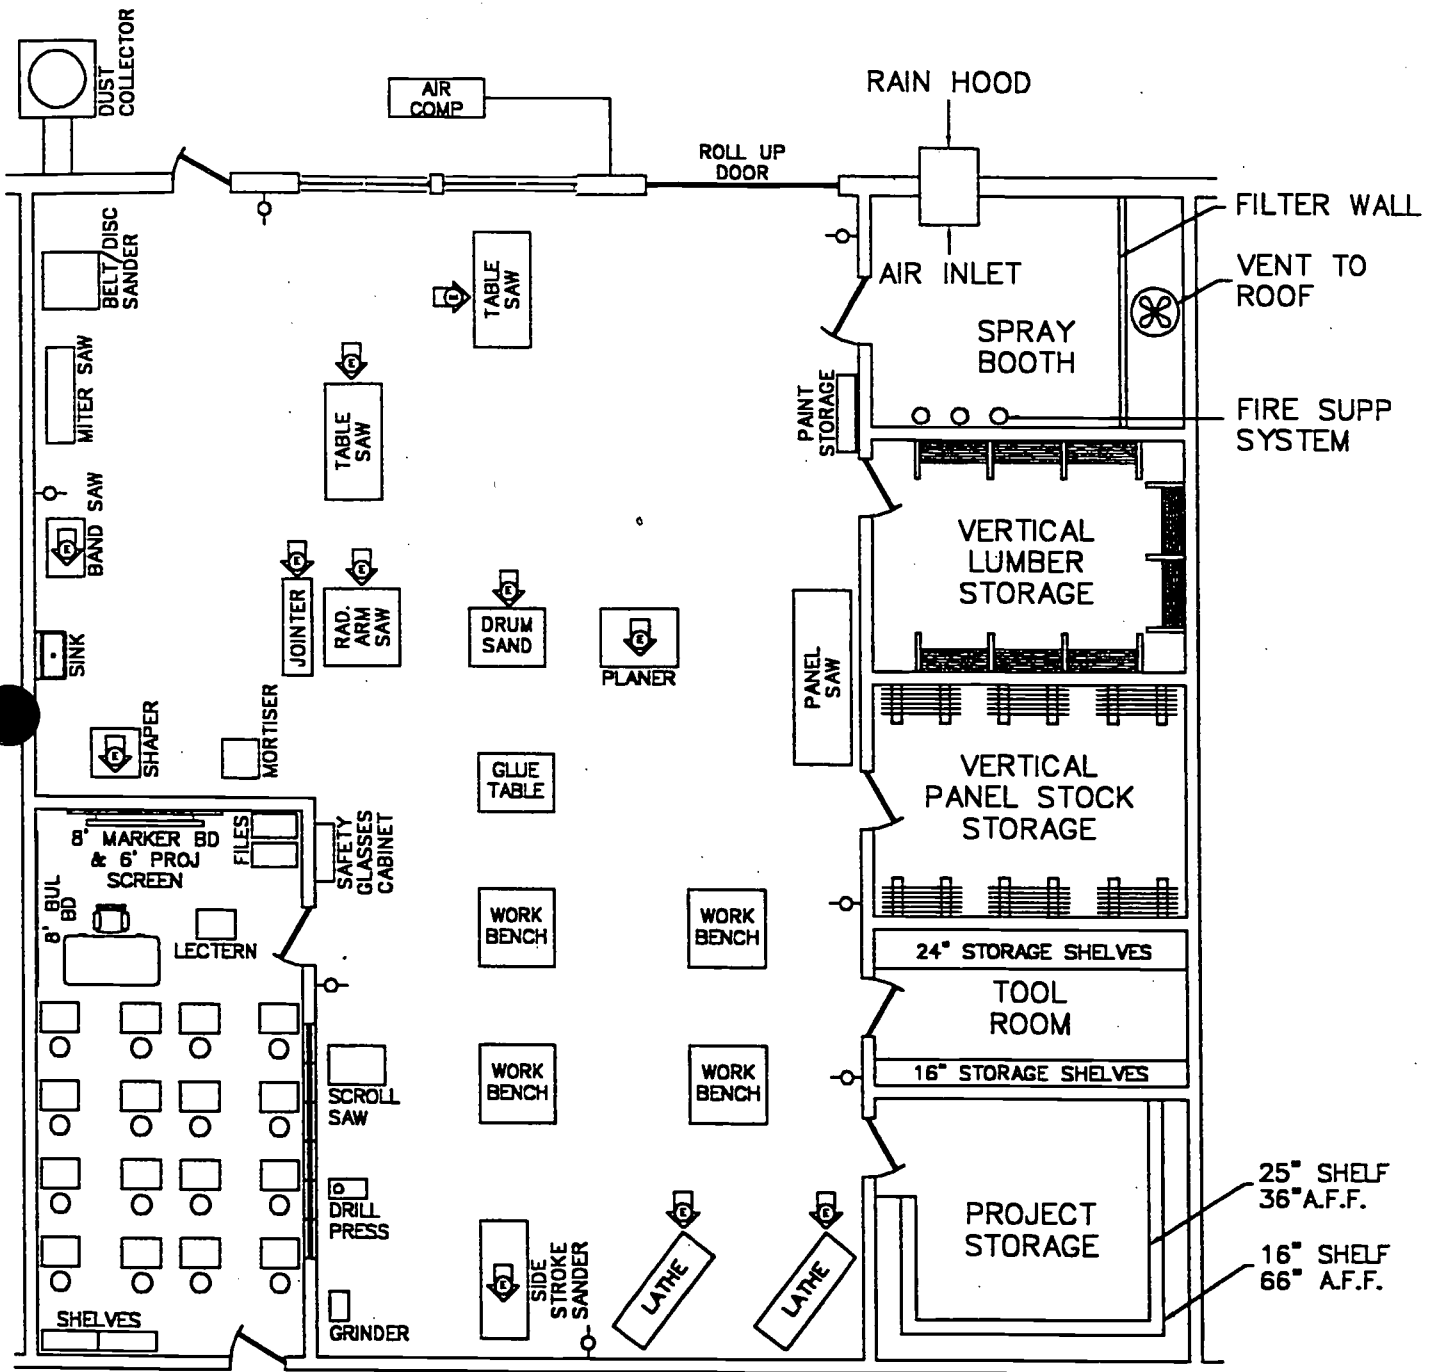 DUST
COLLECTOR
AIR
COMP
RAIN HOOD
ROLL UP
DOOR
FILTER WALL
BELT/DISC
SANDER
TABLE
SAW
E
AIR INLET
VENT TO
ROOF
SPRAY
BOOTH
MITER SAW
E
TABLE
SAW
PAINT
STORAGE
FIRE SUPP
SYSTEM
BAND SAW
E
VERTICAL
LUMBER
STORAGE
E
JOINTER
E
RAD.
ARM
SAW
E
DRUM
SAND
E
PLANER
SINK
PANEL
SAW
SHAPER
E
MORTISER
GLUE
TABLE
VERTICAL
PANEL STOCK
STORAGE
8' MARKER BD
& 6' PROJ
SCREEN
FILES
SAFETY
GLASSES
CABINET
8' BUL
BD
LECTERN
WORK
BENCH
WORK
BENCH
24" STORAGE SHELVES
TOOL
ROOM
16" STORAGE SHELVES
SCROLL
SAW
WORK
BENCH
WORK
BENCH
DRILL
PRESS
25" SHELF
36"A.F.F.
PROJECT
STORAGE
16" SHELF
66" A.F.F.
E
SIDE
STROKE
SANDER
E
LATHE
E
LATHE
SHELVES
GRINDER